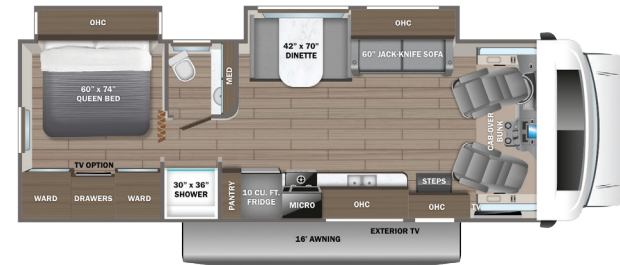 OHC
OHC
42" x 70"
DINETTE
60" JACK-KNIFE SOFA
MED
60" x 74"
QUEEN BED
CAB-OVER
BUNK
TV OPTION
WARD
DRAWERS
WARD
30" x 36"
SHOWER
PANTRY
10 CU. FT.
FRIDGE
MICRO
OHC
STEPS
OHC
TV
16' AWNING
EXTERIOR TV